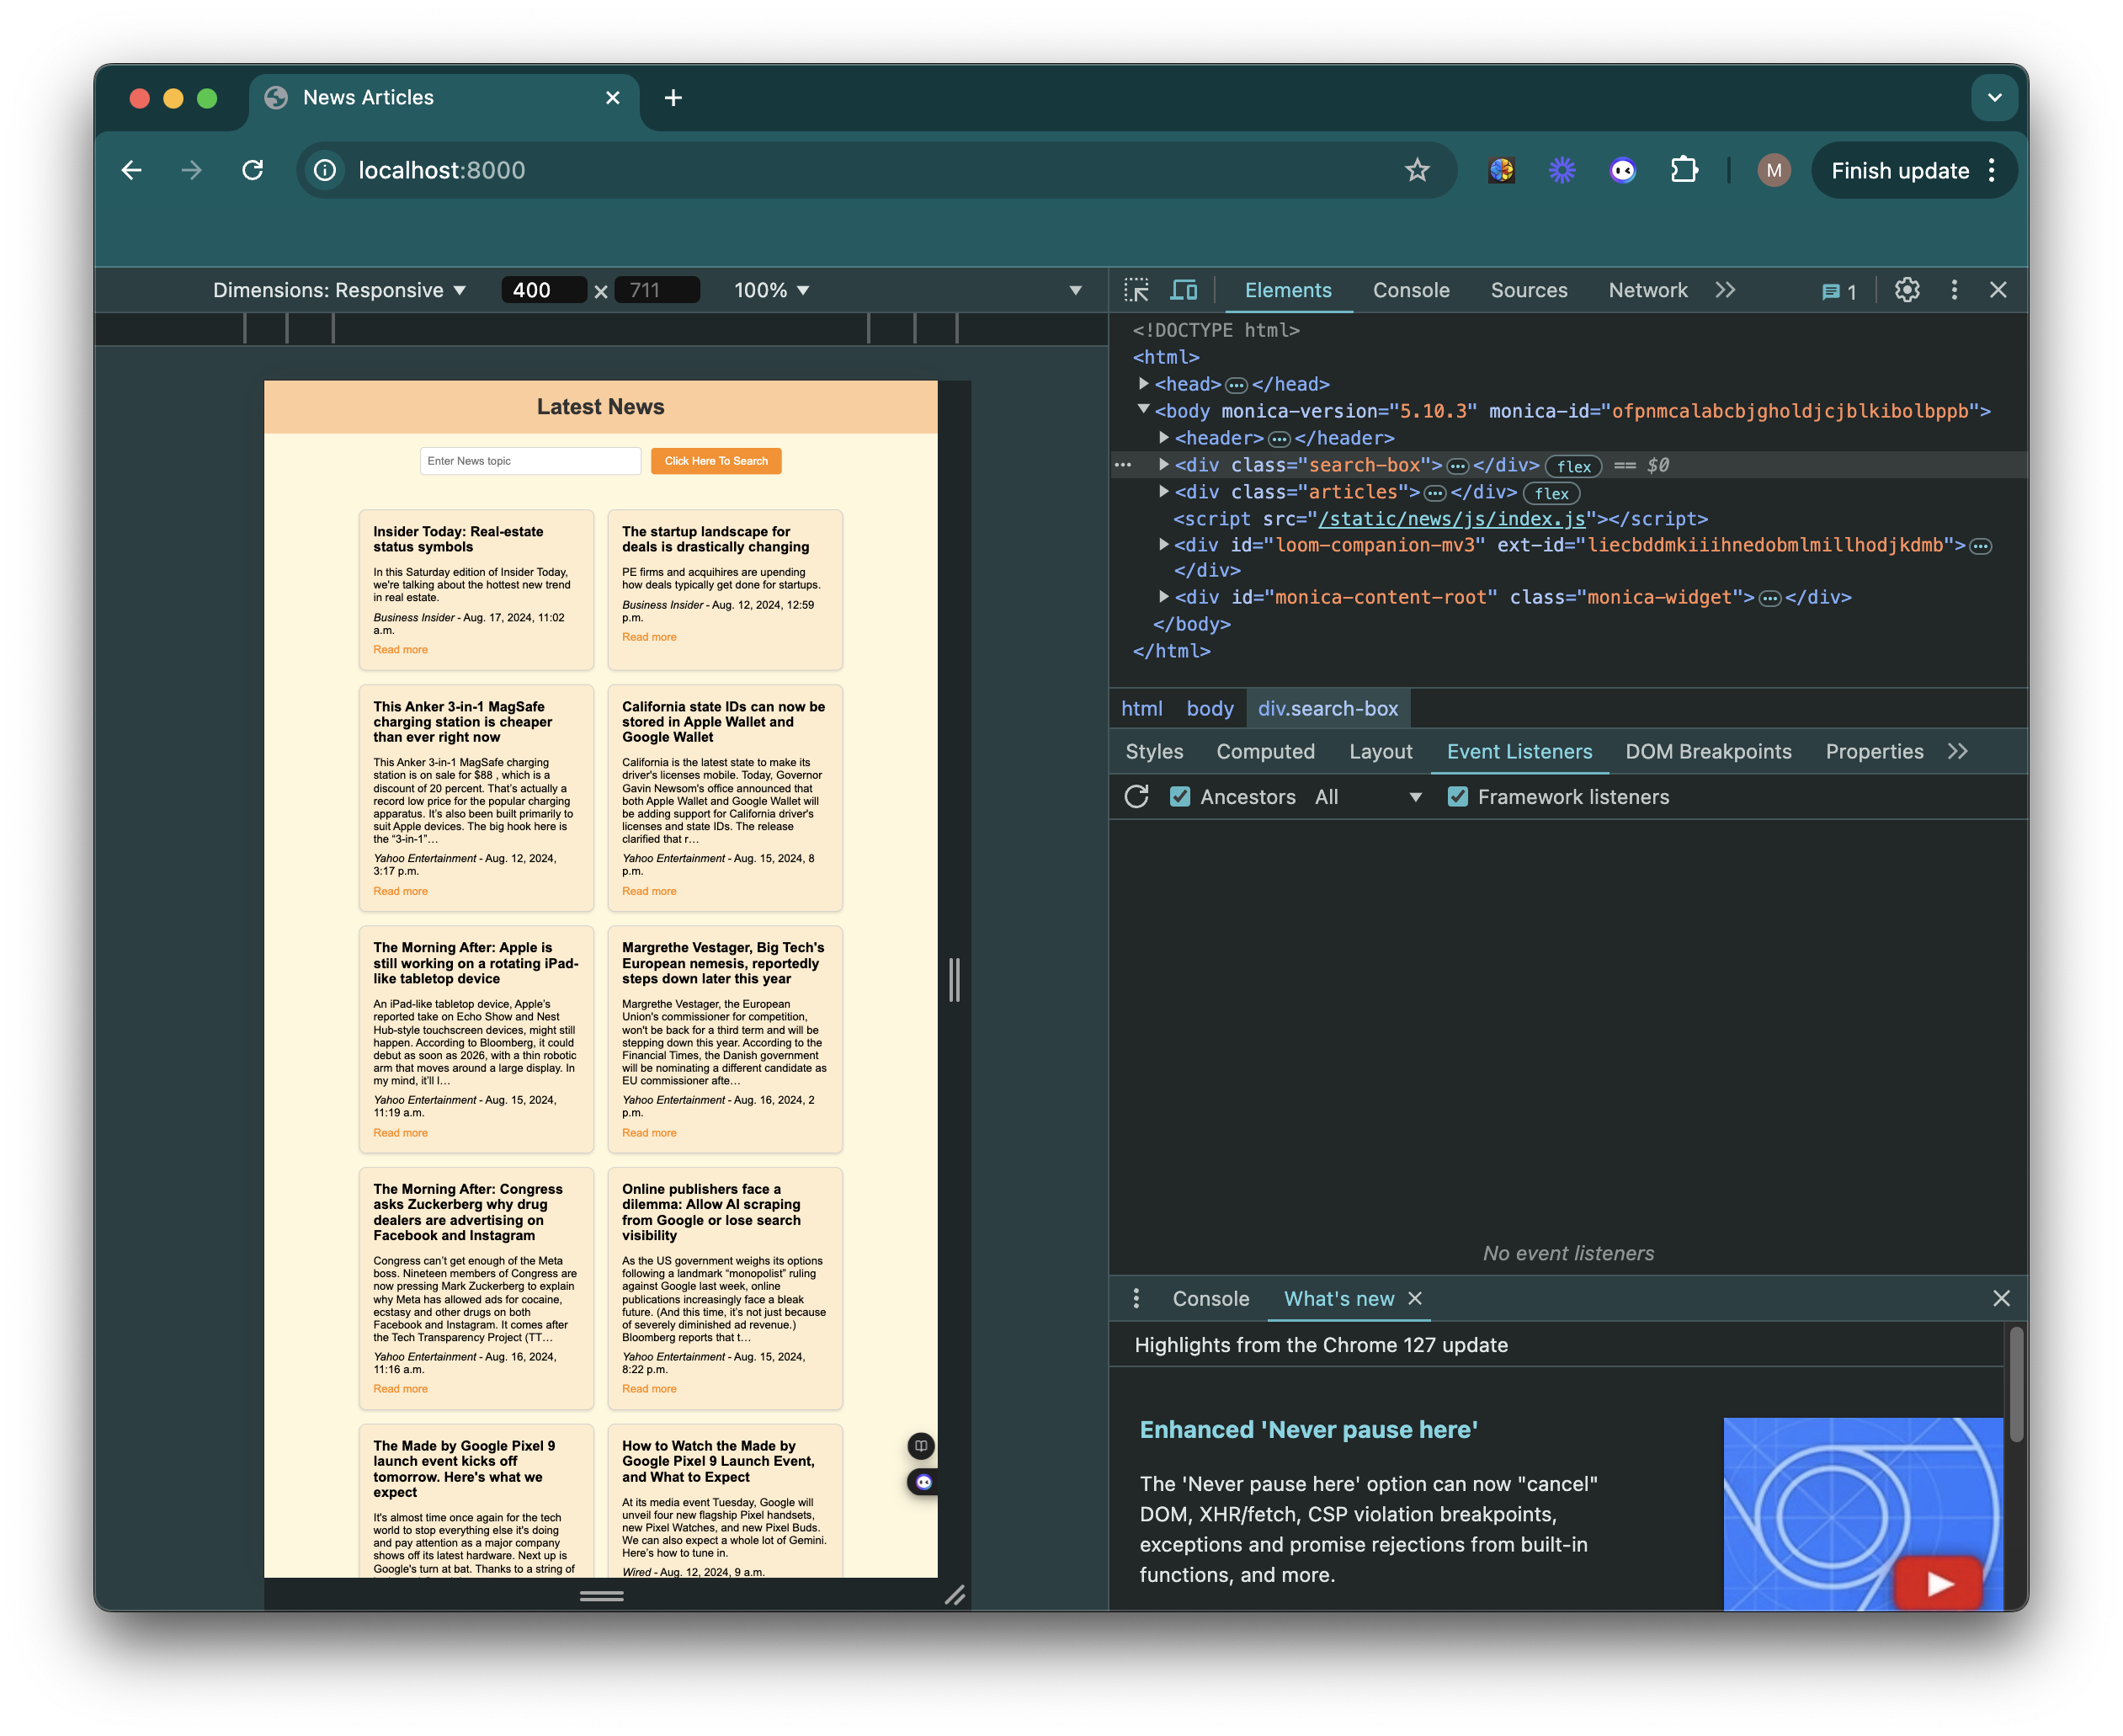 News Articles
localhost:8000
M
Finish update
Dimensions: Responsive
400 × 711
100%
Latest News
Enter News topic
Click Here To Search
Insider Today: Real-estate
status symbols
In this Saturday edition of Insider Today,
we're talking about the hottest new trend
in real estate.
Business Insider - Aug. 17, 2024, 11:02
a.m.
Read more
The startup landscape for
deals is drastically changing
PE firms and acquihires are upending
how deals typically get done for startups.
Business Insider - Aug. 12, 2024, 12:59
p.m.
Read more
This Anker 3-in-1 MagSafe
charging station is cheaper
than ever right now
This Anker 3-in-1 MagSafe charging
station is on sale for $88 , which is a
discount of 20 percent. That's actually a
record low price for the popular charging
apparatus. It's also been built primarily to
suit Apple devices. The big hook here is
the “3-in-1”…
Yahoo Entertainment - Aug. 12, 2024,
3:17 p.m.
Read more
California state IDs can now be
stored in Apple Wallet and
Google Wallet
California is the latest state to make its
driver's licenses mobile. Today, Governor
Gavin Newsom's office announced that
both Apple Wallet and Google Wallet will
be adding support for California driver's
licenses and state IDs. The release
clarified that r…
Yahoo Entertainment - Aug. 15, 2024, 8
p.m.
Read more
The Morning After: Apple is
still working on a rotating iPad-
like tabletop device
An iPad-like tabletop device, Apple's
reported take on Echo Show and Nest
Hub-style touchscreen devices, might still
happen. According to Bloomberg, it could
debut as soon as 2026, with a thin robotic
arm that moves around a large display. In
my mind, it'll l…
Yahoo Entertainment - Aug. 15, 2024,
11:19 a.m.
Read more
Margrethe Vestager, Big Tech's
European nemesis, reportedly
steps down later this year
Margrethe Vestager, the European
Union's commissioner for competition,
won't be back for a third term and will be
stepping down this year. According to the
Financial Times, the Danish government
will be nominating a different candidate as
EU commissioner afte…
Yahoo Entertainment - Aug. 16, 2024, 2
p.m.
Read more
The Morning After: Congress
asks Zuckerberg why drug
dealers are advertising on
Facebook and Instagram
Congress can't get enough of the Meta
boss. Nineteen members of Congress are
now pressing Mark Zuckerberg to explain
why Meta has allowed ads for cocaine,
ecstasy and other drugs on both
Facebook and Instagram. It comes after
the Tech Transparency Project (TT…
Yahoo Entertainment - Aug. 16, 2024,
11:16 a.m.
Read more
Online publishers face a
dilemma: Allow AI scraping
from Google or lose search
visibility
As the US government weighs its options
following a landmark “monopolist” ruling
against Google last week, online
publications increasingly face a bleak
future. (And this time, it's not just because
of severely diminished ad revenue.)
Bloomberg reports that t…
Yahoo Entertainment - Aug. 15, 2024,
8:22 p.m.
Read more
The Made by Google Pixel 9
launch event kicks off
tomorrow. Here's what we
expect
It's almost time once again for the tech
world to stop everything else it's doing
and pay attention as a major company
shows off its latest hardware. Next up is
Google's turn at bat. Thanks to a string of
How to Watch the Made by
Google Pixel 9 Launch Event,
and What to Expect
At its media event Tuesday, Google will
unveil four new flagship Pixel handsets,
new Pixel Watches, and new Pixel Buds.
We can also expect a whole lot of Gemini.
Here's how to tune in.
Wired - Aug. 12, 2024, 9 a.m.
Elements Console Sources Network 1
<!DOCTYPE html>
<html>
<head>…</head>
<body monica-version="5.10.3" monica-id="ofpnmcalabcbjgholdjcjblkibolbppb">
<header>…</header>
<div class="search-box">…</div> flex == $0
<div class="articles">…</div> flex
<script src="/static/news/js/index.js"></script>
<div id="loom-companion-mv3" ext-id="liecbddmkiiihnedobmlmillhodjkdmb">…
</div>
<div id="monica-content-root" class="monica-widget">…</div>
</body>
</html>
html body div.search-box
Styles Computed Layout Event Listeners DOM Breakpoints Properties
Ancestors All Framework listeners
No event listeners
Console What's new
Highlights from the Chrome 127 update
Enhanced 'Never pause here'
The 'Never pause here' option can now "cancel"
DOM, XHR/fetch, CSP violation breakpoints,
exceptions and promise rejections from built-in
functions, and more.